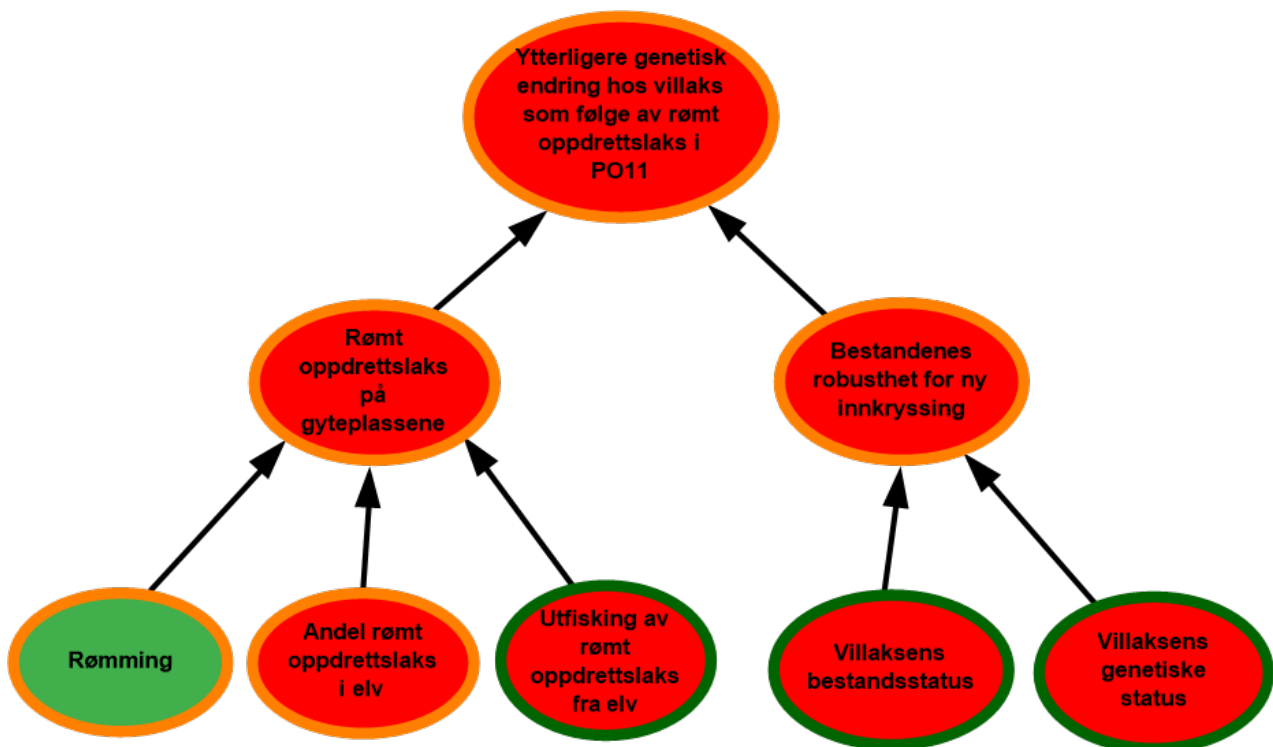 Ytterligere genetisk
endring hos villaks
som følge av rømt
oppdrettslaks i
PO11
Rømt
oppdrettslaks
på
gyteplassene
Bestandenes
robusthet for ny
innkryssing
Rømming
Andel rømt
oppdrettslaks
i elv
Utfisking av
rømt
oppdrettslaks
fra elv
Villaksens
bestandsstatus
Villaksens
genetiske
status